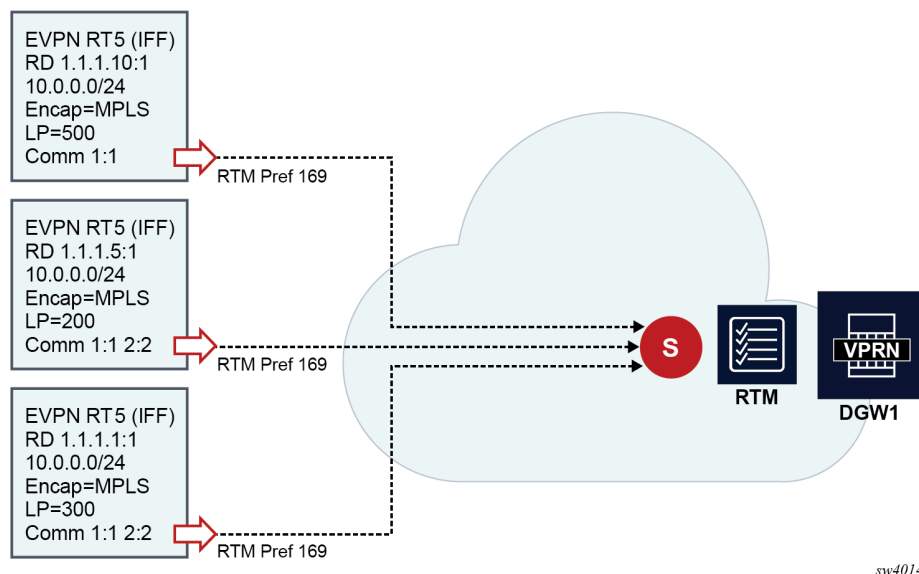 EVPN RT5 (IFF)
RD 1.1.1.10:1
10.0.0.0/24
Encap=MPLS
LP=500
Comm 1:1
RTM Pref 169
EVPN RT5 (IFF)
RD 1.1.1.5:1
10.0.0.0/24
Encap=MPLS
LP=200
Comm 1:1 2:2
RTM Pref 169
EVPN RT5 (IFF)
RD 1.1.1.1:1
10.0.0.0/24
Encap=MPLS
LP=300
Comm 1:1 2:2
RTM Pref 169
S
RTM
VPRN
DGW1
sw4014